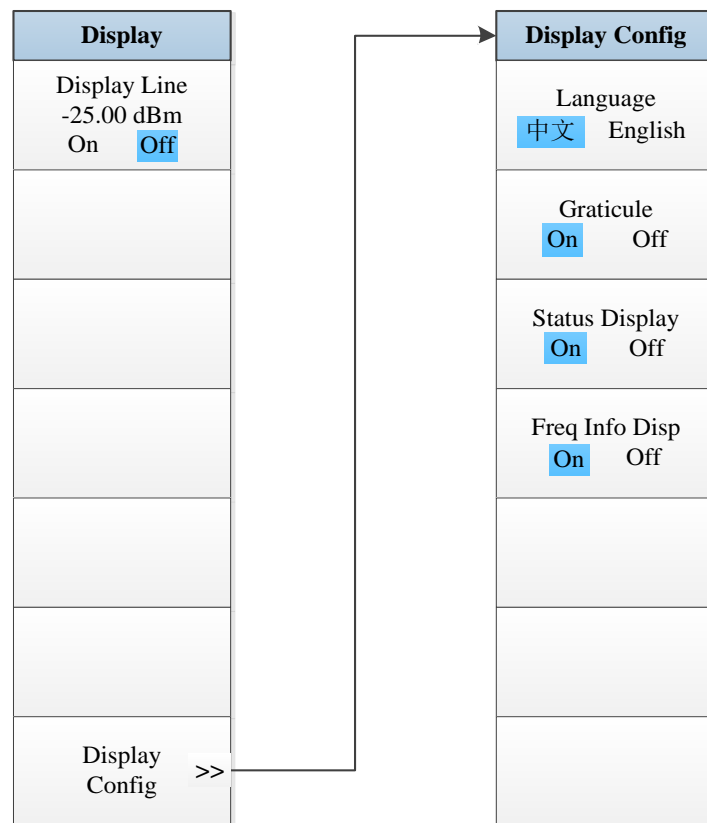 Display
Display Line
-25.00 dBm
On Off
Display
Config >>
Display Config
Language
中文 English
Graticule
On Off
Status Display
On Off
Freq Info Disp
On Off